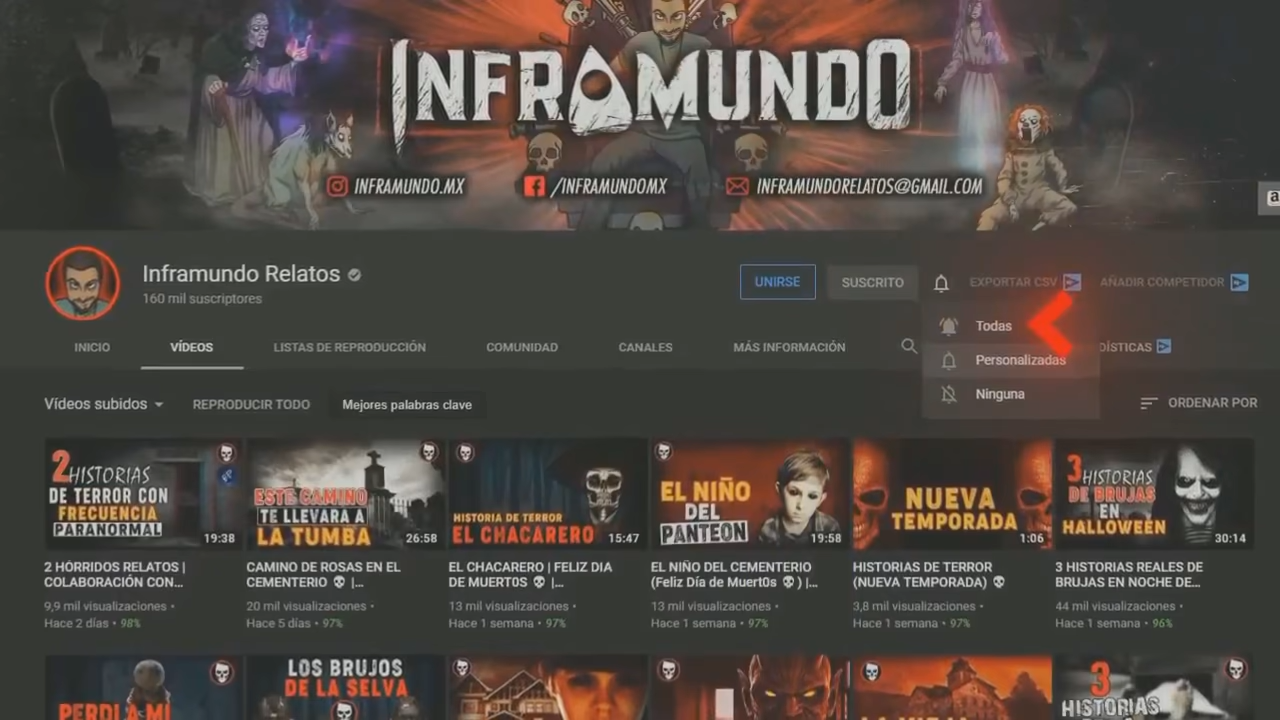 INFRAMUNDO
INFRAMUNDO.MX
/INFRAMUNDOMX
INFRAMUNDORELATOS@GMAIL.COM
a
Inframundo Relatos
160 mil suscriptores
UNIRSE
SUSCRITO
EXPORTAR CSV
AÑADIR COMPETIDOR
Todas
Personalizadas
Ninguna
INICIO
VÍDEOS
LISTAS DE REPRODUCCIÓN
COMUNIDAD
CANALES
MÁS INFORMACIÓN
DÍSTICAS
Vídeos subidos
REPRODUCIR TODO
Mejores palabras clave
ORDENAR POR
2 HISTORIAS
DE TERROR CON
FRECUENCIA
PARANORMAL
19:38
ESTE CAMINO
TE LLEVARA A
LA TUMBA
26:58
HISTORIA DE TERROR
EL CHACARERO
15:47
EL NIÑO
DEL
PANTEON
19:58
NUEVA
TEMPORADA
1:06
3 HISTORIAS
DE BRUJAS
EN
HALLOWEEN
30:14
2 HÓRRIDOS RELATOS |
COLABORACIÓN CON...
9,9 mil visualizaciones •
Hace 2 días • 98%
CAMINO DE ROSAS EN EL
CEMENTERIO 💀 |...
20 mil visualizaciones •
Hace 5 días • 97%
EL CHACARERO | FELIZ DIA
DE MUERT0S 💀 |...
13 mil visualizaciones •
Hace 1 semana • 97%
EL NIÑO DEL CEMENTERIO
(Feliz Día de Muert0s 💀) |...
13 mil visualizaciones •
Hace 1 semana • 97%
HISTORIAS DE TERROR
(NUEVA TEMPORADA) 💀
3,8 mil visualizaciones •
Hace 1 semana • 97%
3 HISTORIAS REALES DE
BRUJAS EN NOCHE DE...
44 mil visualizaciones •
Hace 1 semana • 96%
PERDI A MI
LOS BRUJOS
DE LA SELVA
3
HISTORIAS